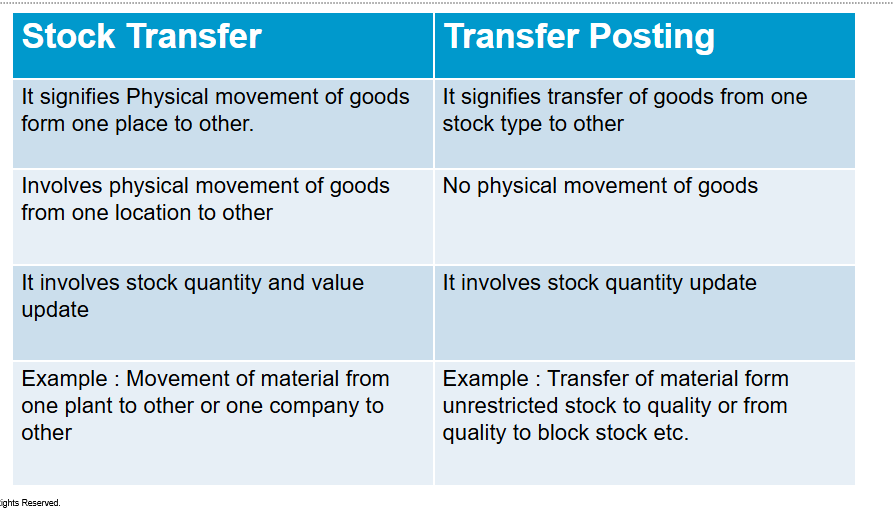 Stock Transfer
Transfer Posting
It signifies Physical movement of goods
form one place to other.
It signifies transfer of goods from one
stock type to other
Involves physical movement of goods
from one location to other
No physical movement of goods
It involves stock quantity and value
update
It involves stock quantity update
Example : Movement of material from
one plant to other or one company to
other
Example : Transfer of material form
unrestricted stock to quality or from
quality to block stock etc.
Reserved.